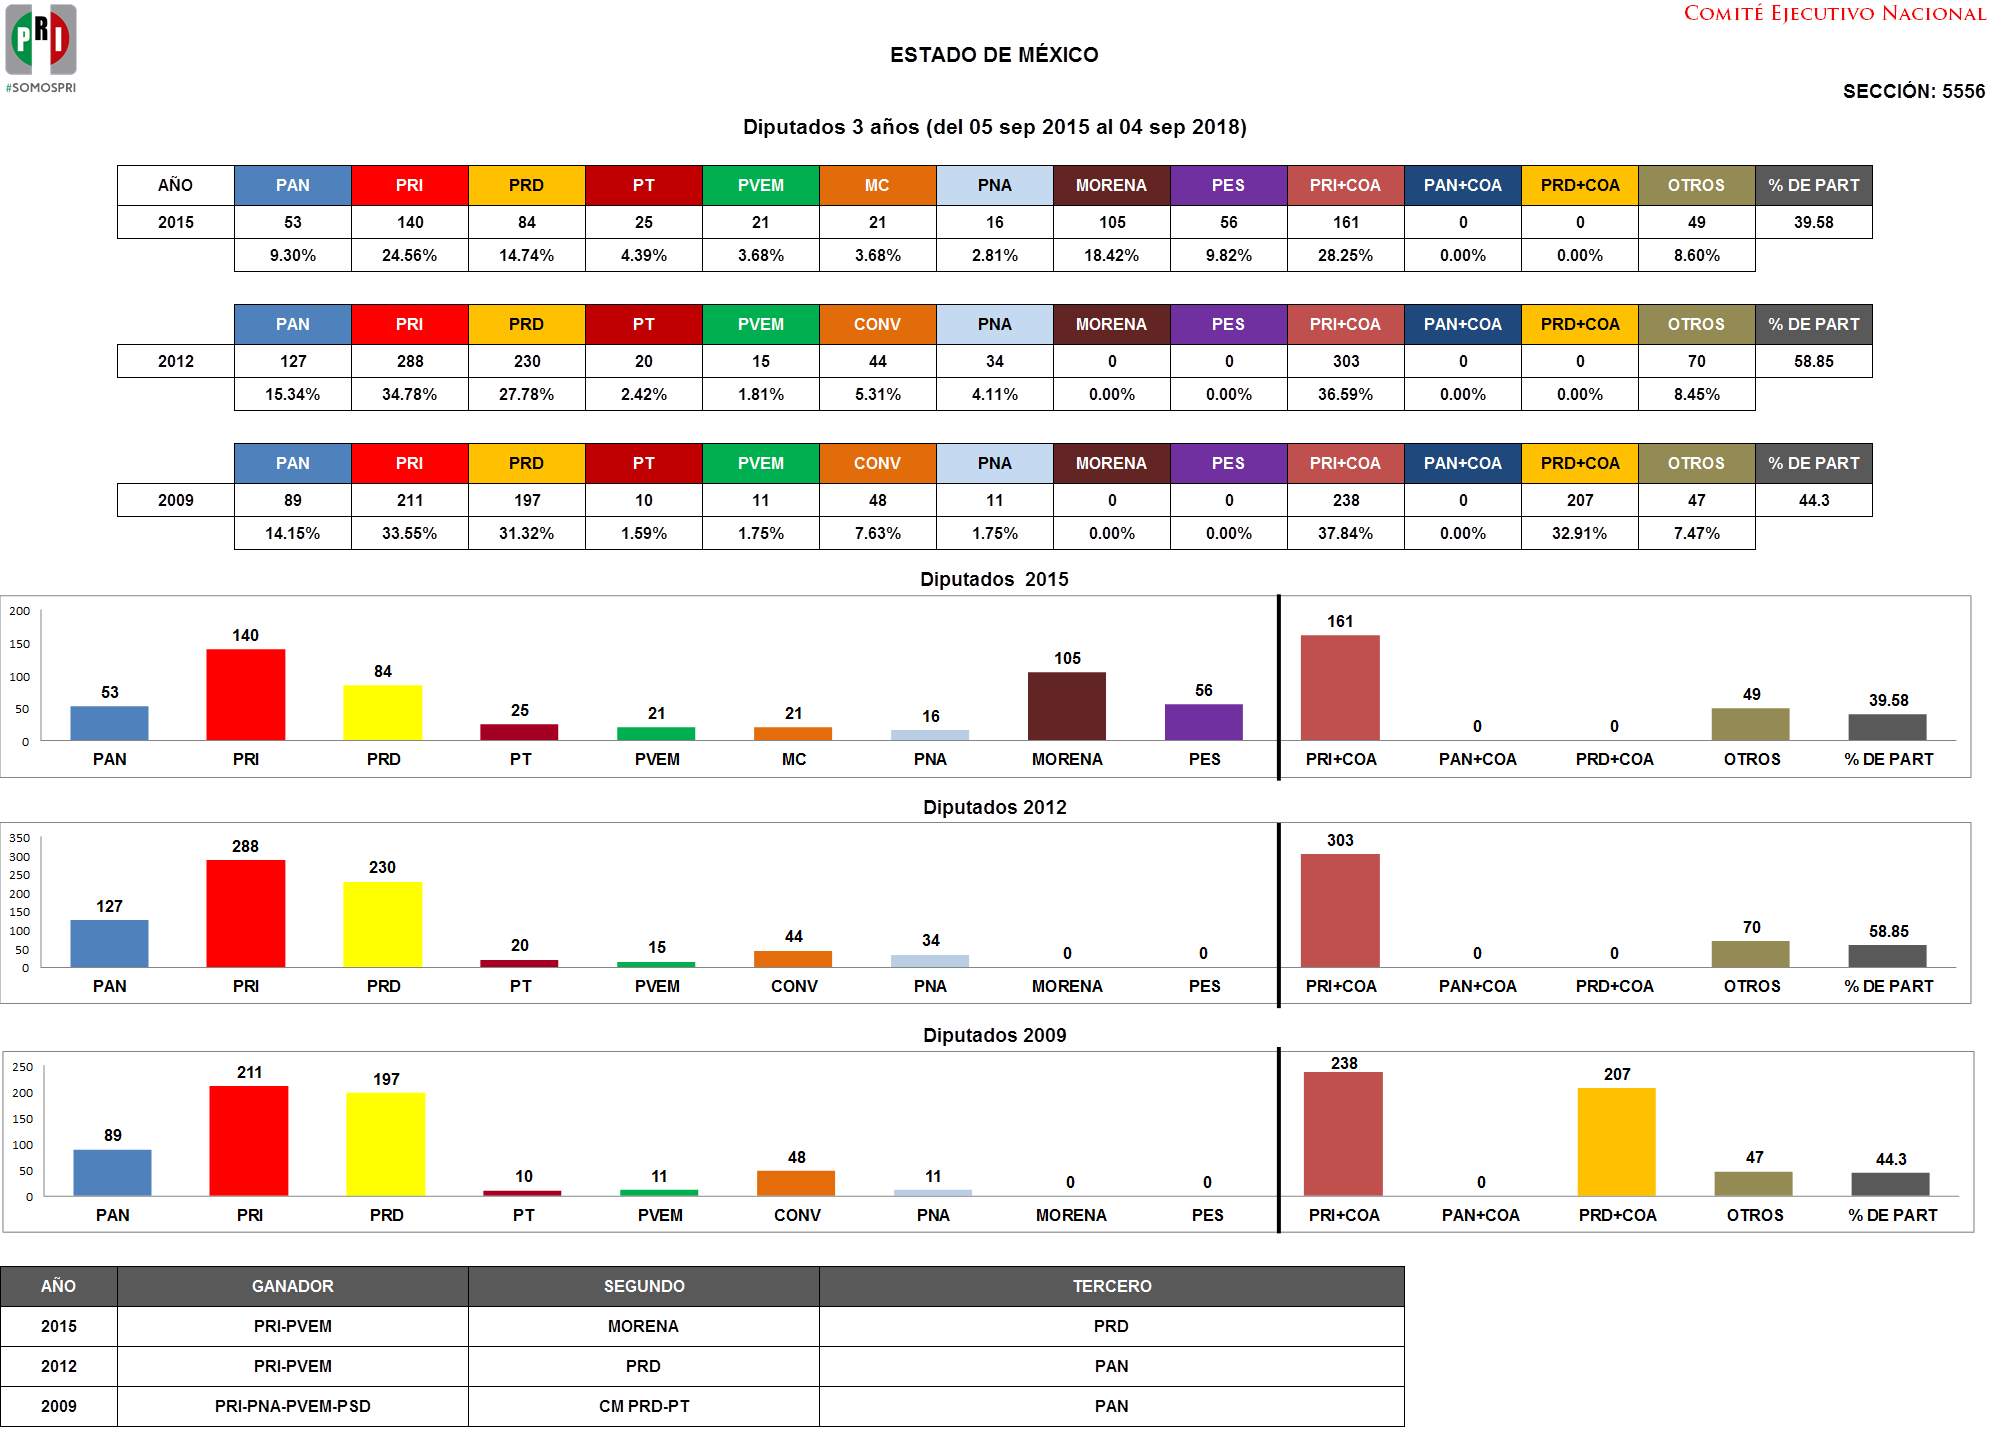 PRI
#SOMOSPRI
COMITÉ EJECUTIVO NACIONAL
ESTADO DE MÉXICO
SECCIÓN: 5556
Diputados 3 años (del 05 sep 2015 al 04 sep 2018)
AÑO PAN PRI PRD PT PVEM MC PNA MORENA PES PRI+COA PAN+COA PRD+COA OTROS % DE PART
2015 53 140 84 25 21 21 16 105 56 161 0 0 49 39.58
9.30% 24.56% 14.74% 4.39% 3.68% 3.68% 2.81% 18.42% 9.82% 28.25% 0.00% 0.00% 8.60%
PAN PRI PRD PT PVEM CONV PNA MORENA PES PRI+COA PAN+COA PRD+COA OTROS % DE PART
2012 127 288 230 20 15 44 34 0 0 303 0 0 70 58.85
15.34% 34.78% 27.78% 2.42% 1.81% 5.31% 4.11% 0.00% 0.00% 36.59% 0.00% 0.00% 8.45%
PAN PRI PRD PT PVEM CONV PNA MORENA PES PRI+COA PAN+COA PRD+COA OTROS % DE PART
2009 89 211 197 10 11 48 11 0 0 238 0 207 47 44.3
14.15% 33.55% 31.32% 1.59% 1.75% 7.63% 1.75% 0.00% 0.00% 37.84% 0.00% 32.91% 7.47%
Diputados 2015
200
150
100
50
0
53 140 84 25 21 21 16 105 56 161 0 0 49 39.58
PAN PRI PRD PT PVEM MC PNA MORENA PES PRI+COA PAN+COA PRD+COA OTROS % DE PART
Diputados 2012
350
300
250
200
150
100
50
0
127 288 230 20 15 44 34 0 0 303 0 0 70 58.85
PAN PRI PRD PT PVEM CONV PNA MORENA PES PRI+COA PAN+COA PRD+COA OTROS % DE PART
Diputados 2009
250
200
150
100
50
0
89 211 197 10 11 48 11 0 0 238 0 207 47 44.3
PAN PRI PRD PT PVEM CONV PNA MORENA PES PRI+COA PAN+COA PRD+COA OTROS % DE PART
AÑO GANADOR SEGUNDO TERCERO
2015 PRI-PVEM MORENA PRD
2012 PRI-PVEM PRD PAN
2009 PRI-PNA-PVEM-PSD CM PRD-PT PAN